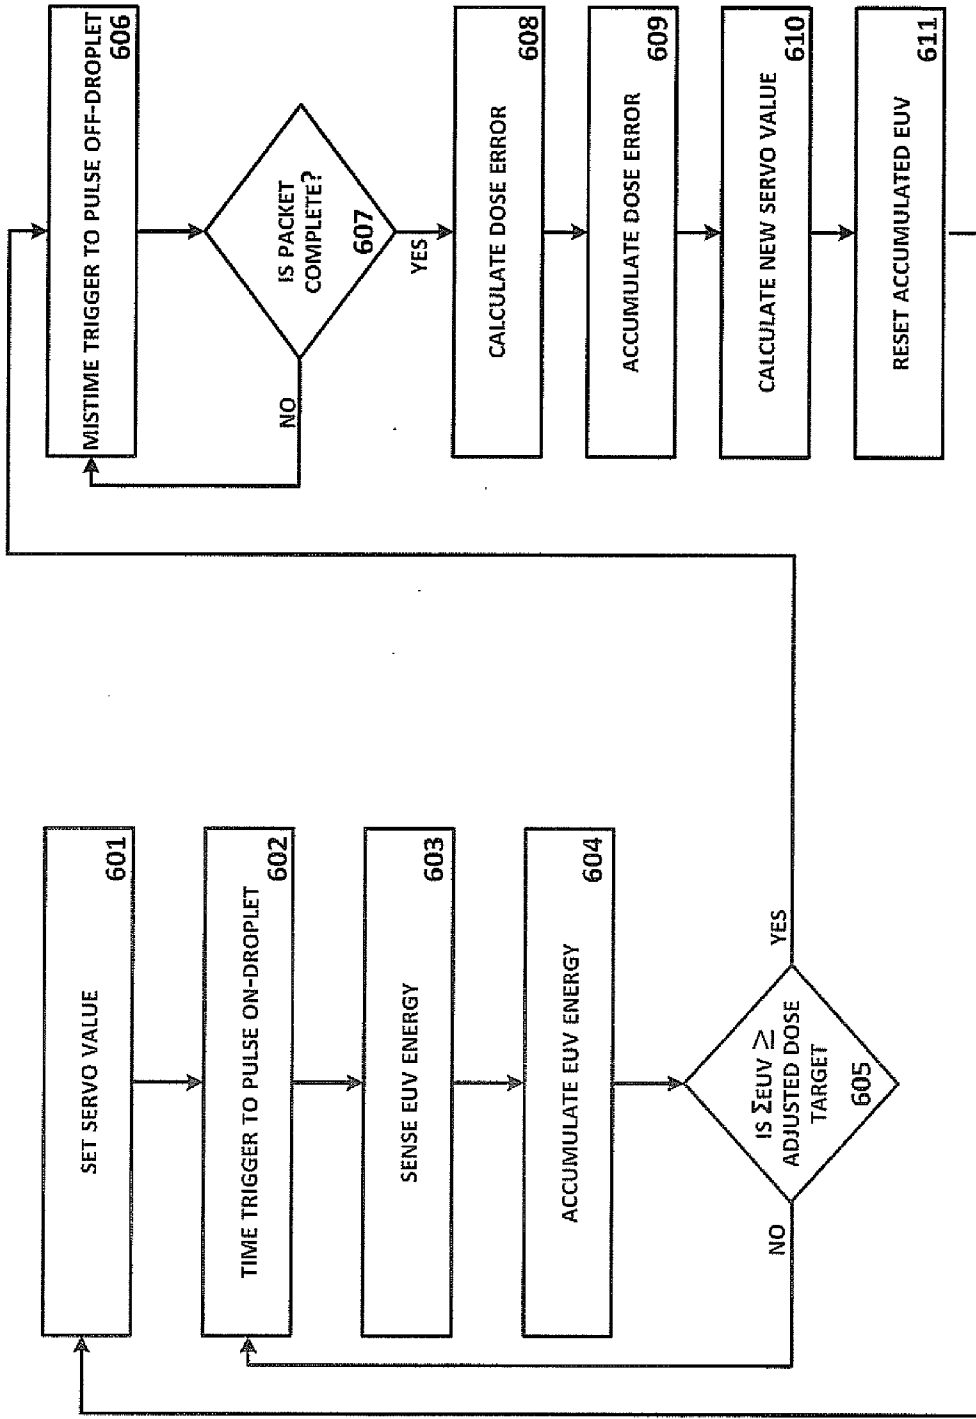 SET SERVO VALUE
601
TIME TRIGGER TO PULSE ON-DROPLET
602
SENSE EUV ENERGY
603
ACCUMULATE EUV ENERGY
604
IS ΣEUV ≥
ADJUSTED DOSE
TARGET
605
NO
YES
MISTIME TRIGGER TO PULSE OFF-DROPLET
606
IS PACKET
COMPLETE?
607
NO
YES
CALCULATE DOSE ERROR
608
ACCUMULATE DOSE ERROR
609
CALCULATE NEW SERVO VALUE
610
RESET ACCUMULATED EUV
611